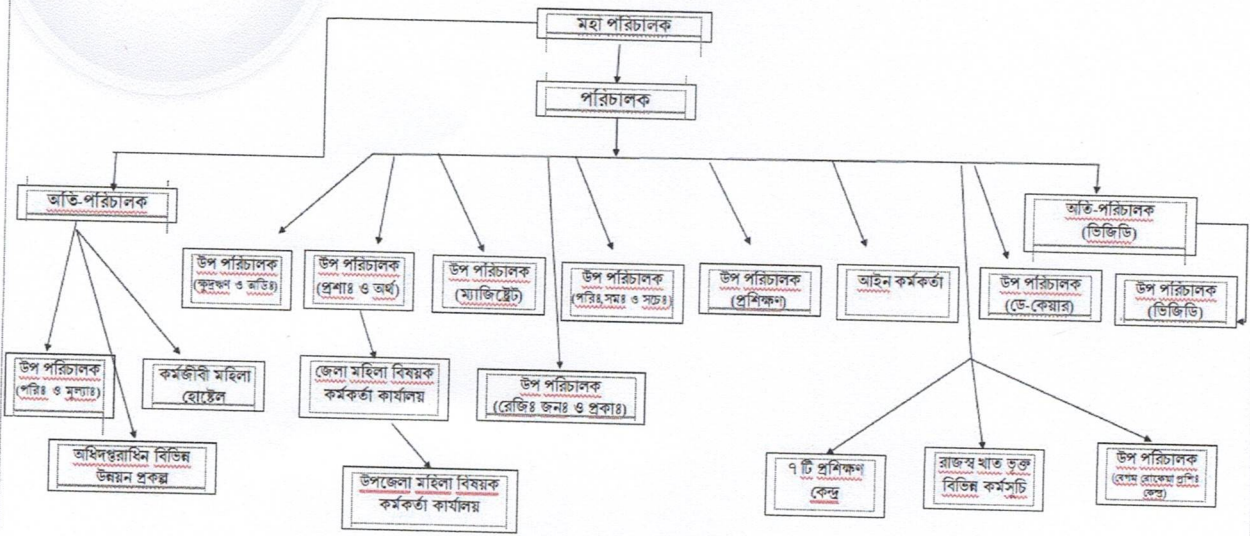 মহা পরিচালক
পরিচালক
অতি-পরিচালক
অতি-পরিচালক
(ভিজিডি)
উপ পরিচালক
(ক্ষুদ্রঋণ ও অডিঃ)
উপ পরিচালক
(প্রশাঃ ও অর্থ)
উপ পরিচালক
(ম্যাজিষ্ট্রেট)
উপ পরিচালক
(পরিঃ,সমঃ ও সচেঃ)
উপ পরিচালক
(প্রশিক্ষণ)
আইন কর্মকর্তা
উপ পরিচালক
(ডে-কেয়ার)
উপ পরিচালক
(ভিজিডি)
উপ পরিচালক
(পরিঃ ও মূল্যাঃ)
কর্মজীবী মহিলা
হোষ্টেল
জেলা মহিলা বিষয়ক
কর্মকর্তা কার্যালয়
উপ পরিচালক
(রেজিঃ জনঃ ও প্রকাঃ)
অধিদপ্তরাধিন বিভিন্ন
উন্নয়ন প্রকল্প
উপজেলা মহিলা বিষয়ক
কর্মকর্তা কার্যালয়
৭ টি প্রশিক্ষণ
কেন্দ্র
রাজস্ব খাত ভুক্ত
বিভিন্ন কর্মসূচি
উপ পরিচালক
(বেগম রোকেয়া প্রশিঃ
কেন্দ্র)